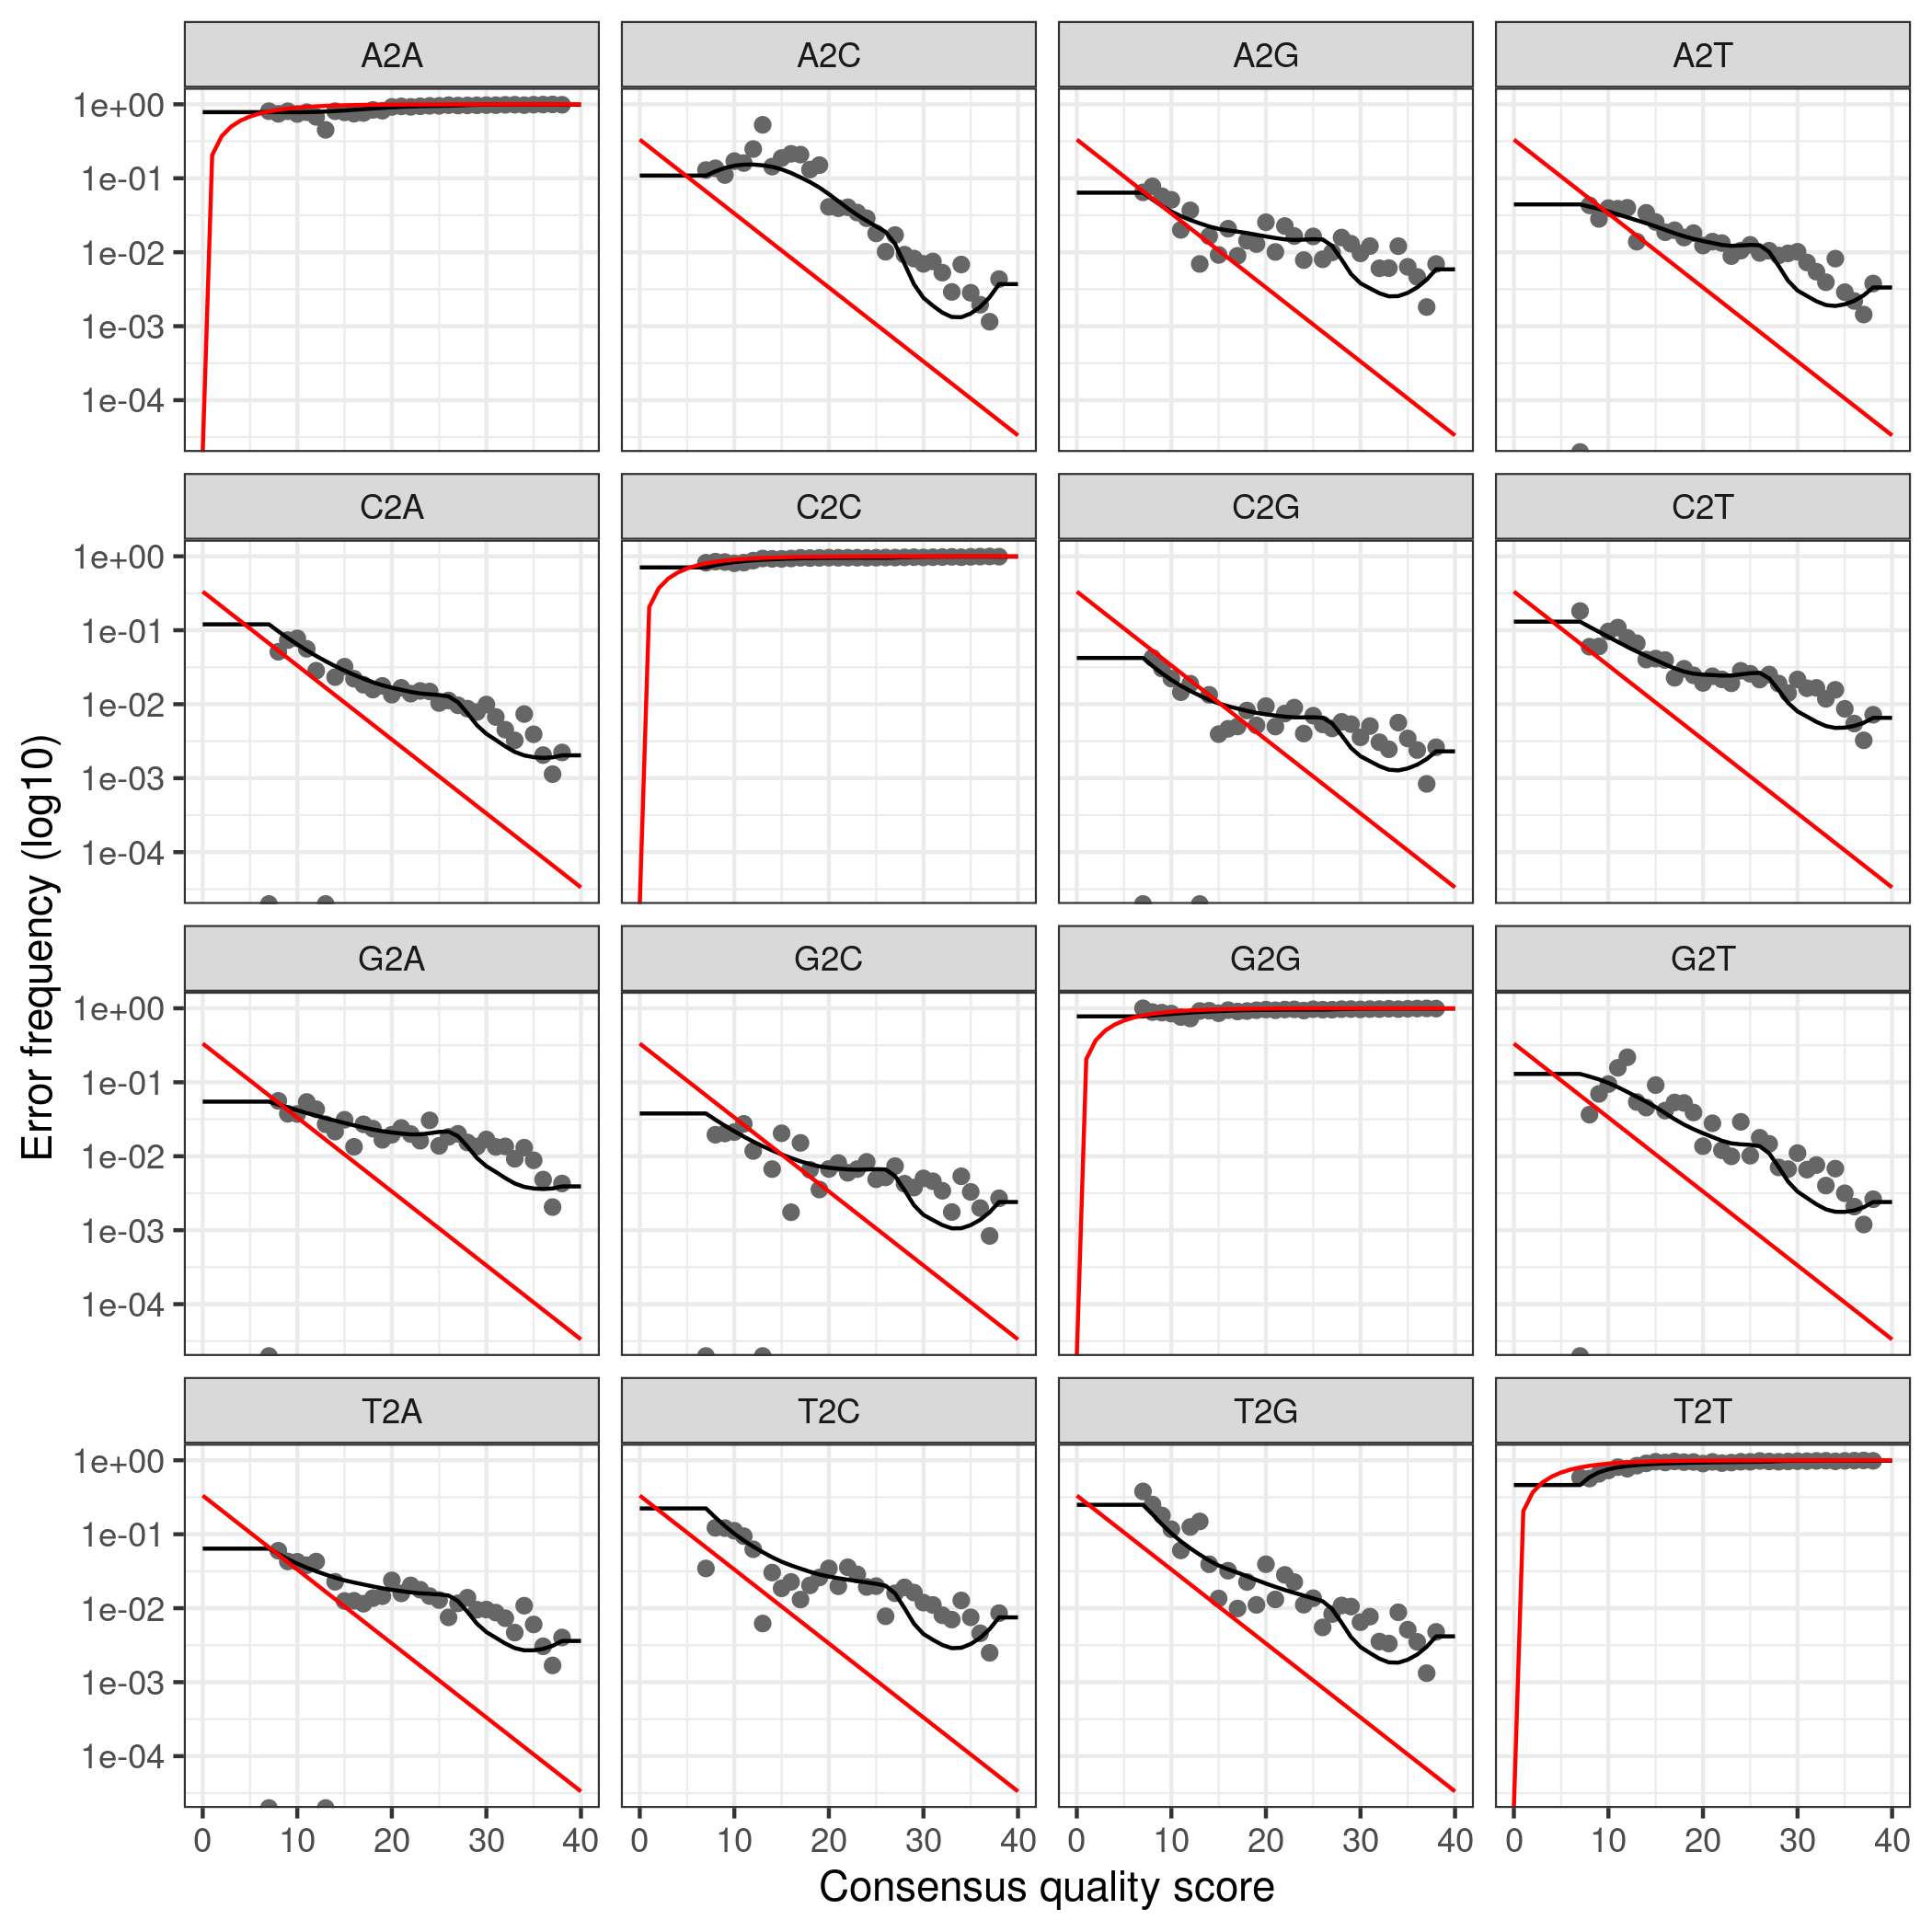 A2A A2C A2G A2T
1e+00
1e-01
1e-02
1e-03
1e-04
C2A C2C C2G C2T
1e+00
1e-01
1e-02
1e-03
1e-04
G2A G2C G2G G2T
1e+00
1e-01
1e-02
1e-03
1e-04
T2A T2C T2G T2T
1e+00
1e-01
1e-02
1e-03
1e-04
0 10 20 30 40 0 10 20 30 40 0 10 20 30 40 0 10 20 30 40
Consensus quality score
Error frequency (log10)